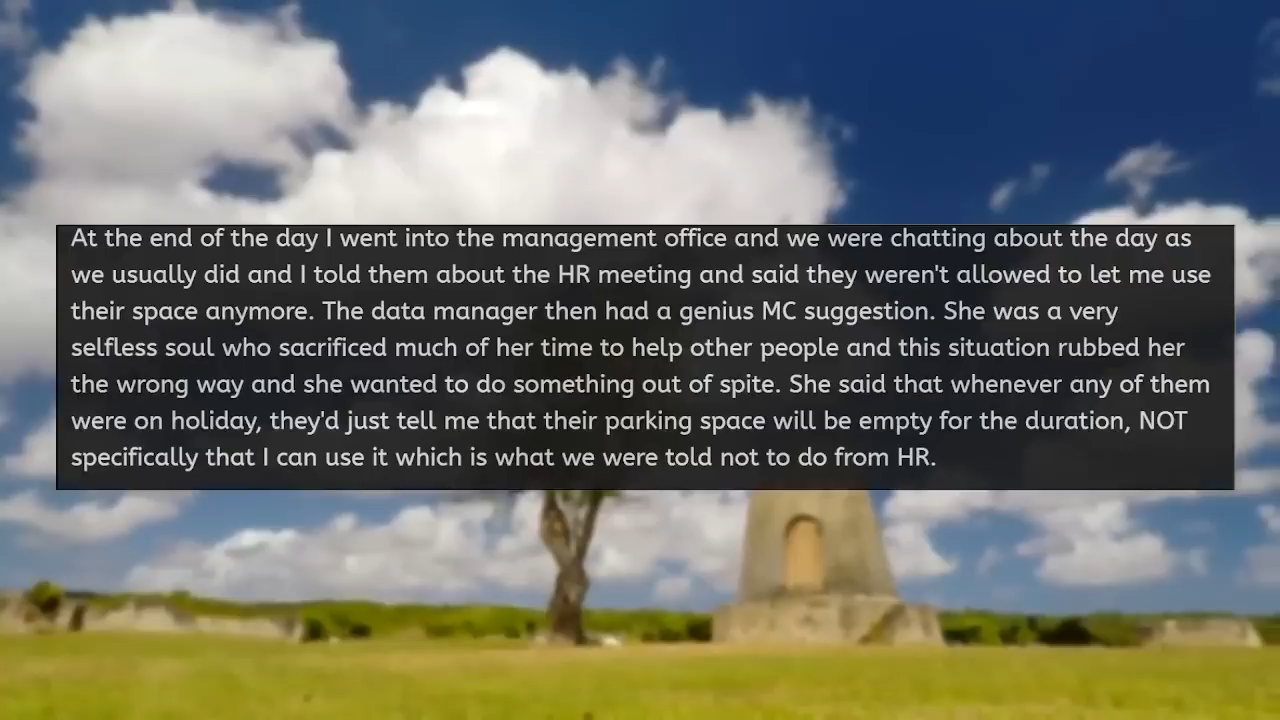 At the end of the day I went into the management office and we were chatting about the day as
we usually did and I told them about the HR meeting and said they weren't allowed to let me use
their space anymore. The data manager then had a genius MC suggestion. She was a very
selfless soul who sacrificed much of her time to help other people and this situation rubbed her
the wrong way and she wanted to do something out of spite. She said that whenever any of them
were on holiday, they'd just tell me that their parking space will be empty for the duration, NOT
specifically that I can use it which is what we were told not to do from HR.